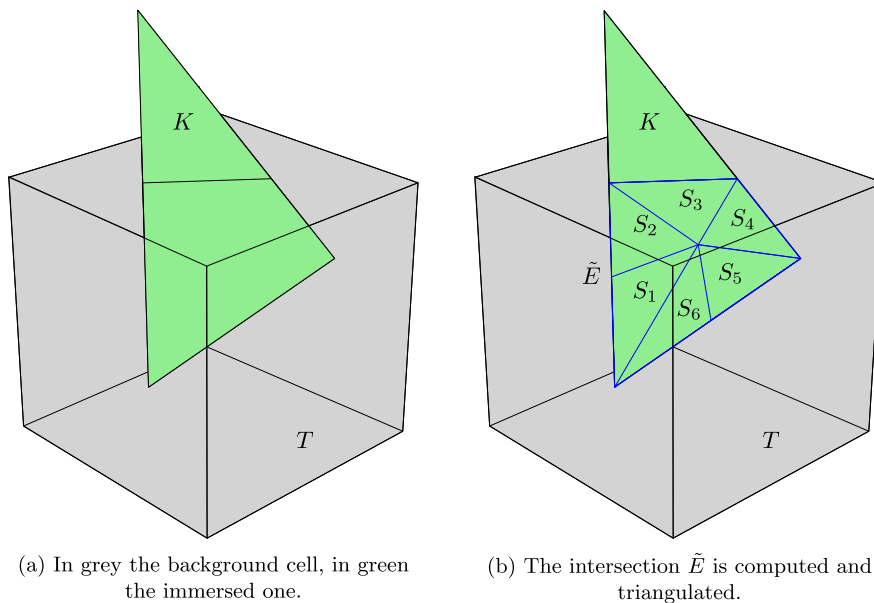 K
T
(a) In grey the background cell, in green
the immersed one.
K
S₃
S₂
S₄
Ẽ
S₁
S₅
S₆
T
(b) The intersection Ẽ is computed and
triangulated.